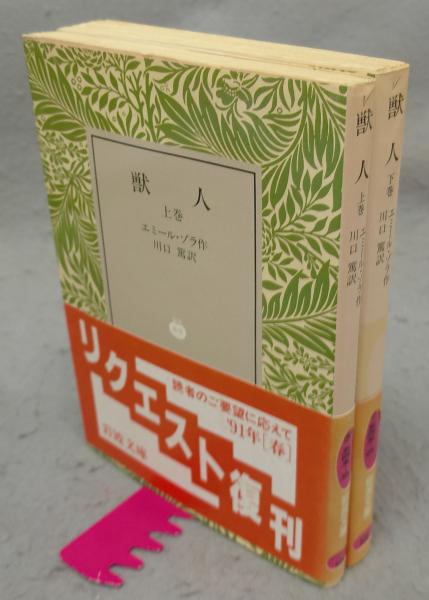 獣人
上巻
エミール・ゾラ作
川口 篤訳
読者のご要望に応えて
'91年[春]
リクエスト復刊
岩波文庫
獣人 上巻
エミール・ゾラ作
川口 篤訳
獣人 下巻
エミール・ゾラ作
川口 篤訳